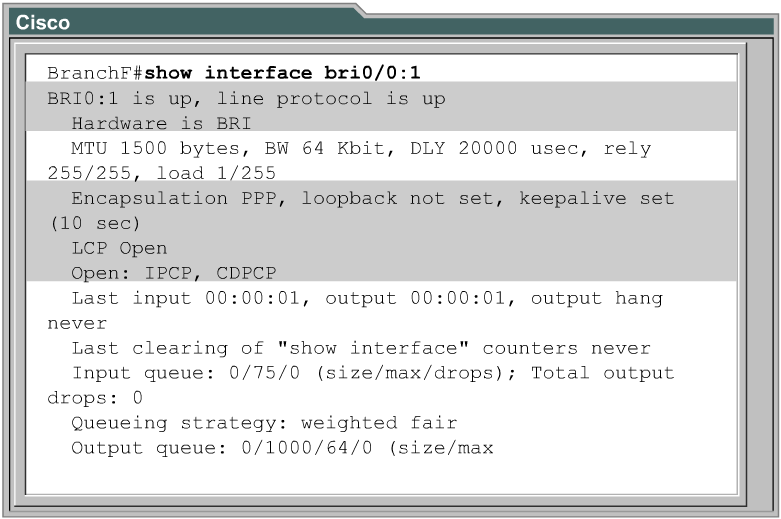 Cisco
BranchF#show interface bri0/0:1
BRI0:1 is up, line protocol is up
Hardware is BRI
MTU 1500 bytes, BW 64 Kbit, DLY 20000 usec, rely
255/255, load 1/255
Encapsulation PPP, loopback not set, keepalive set
(10 sec)
LCP Open
Open: IPCP, CDPCP
Last input 00:00:01, output 00:00:01, output hang
never
Last clearing of "show interface" counters never
Input queue: 0/75/0 (size/max/drops); Total output
drops: 0
Queueing strategy: weighted fair
Output queue: 0/1000/64/0 (size/max